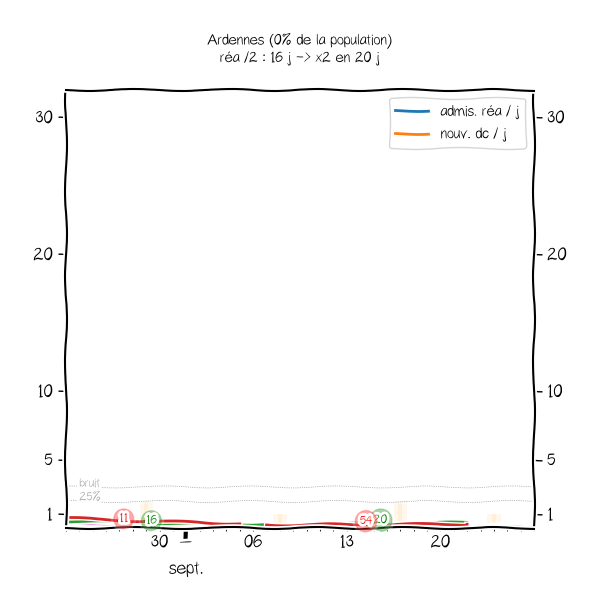 Ardennes (0% de la population)
réa /2 : 16 j -> x2 en 20 j
admis. réa / j
nouv. dc / j
30 30
20 20
10 10
5 5
bruit
25%
1 11 16 54 20 1
30 06 13 20
sept.